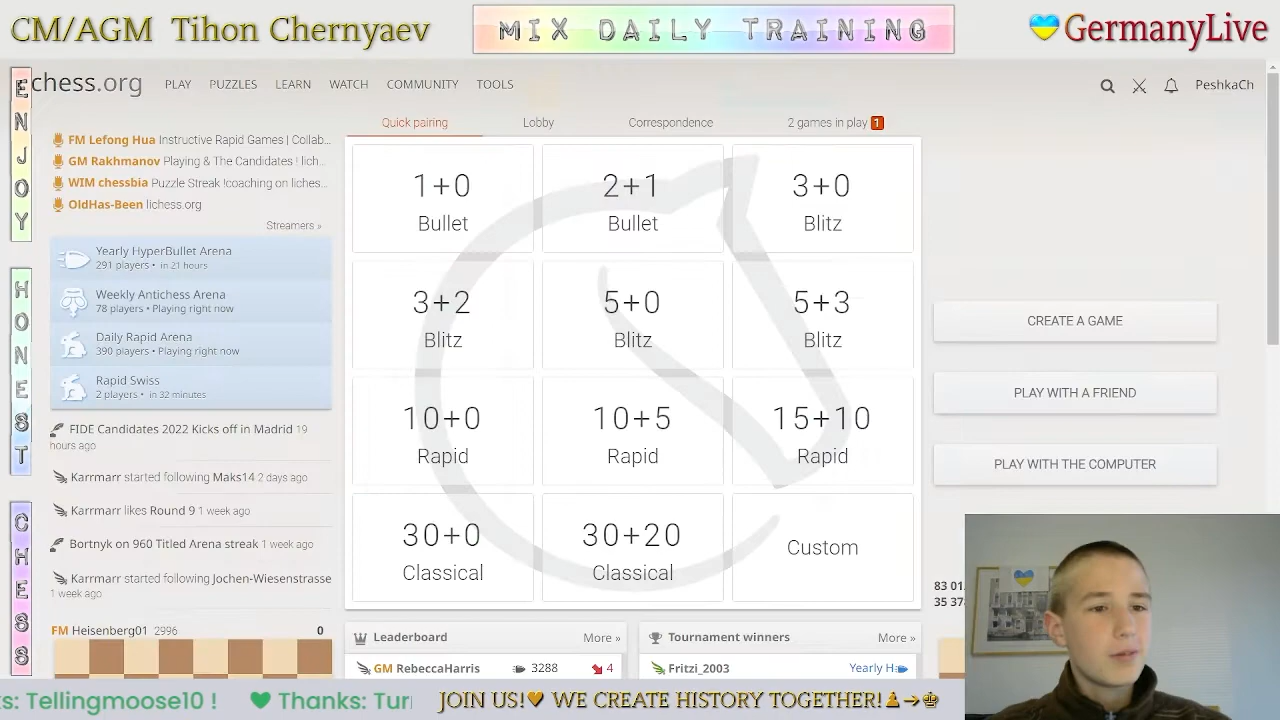 CM/AGM Tihon Chernyaev
MIX DAILY TRAINING
GermanyLive
ENJOY
HONEST
CHESS
chess.org
PLAY
PUZZLES
LEARN
WATCH
COMMUNITY
TOOLS
PeshkaCh
FM Lefong Hua Instructive Rapid Games | Collab...
GM Rakhmanov Playing & The Candidates ! lich...
WIM chessbia Puzzle Streak !coaching on liches...
OldHas-Been lichess.org
Streamers »
Yearly HyperBullet Arena
291 players • in 21 hours
Weekly Antichess Arena
78 players • Playing right now
Daily Rapid Arena
390 players • Playing right now
Rapid Swiss
2 players • in 32 minutes
FIDE Candidates 2022 Kicks off in Madrid 19
hours ago
Karrmarr started following Maks14 2 days ago
Karrmarr likes Round 9 1 week ago
Bortnyk on 960 Titled Arena streak 1 week ago
Karrmarr started following Jochen-Wiesenstrasse
1 week ago
FM Heisenberg01 2996 0
Quick pairing
Lobby
Correspondence
2 games in play 1
1+0
Bullet
2+1
Bullet
3+0
Blitz
3+2
Blitz
5+0
Blitz
5+3
Blitz
10+0
Rapid
10+5
Rapid
15+10
Rapid
30+0
Classical
30+20
Classical
Custom
CREATE A GAME
PLAY WITH A FRIEND
PLAY WITH THE COMPUTER
83 01
35 37
Leaderboard More »
GM RebeccaHarris 3288 4
Tournament winners More »
Fritzi_2003 Yearly H
s: Tellingmoose10 !
Thanks: Tur
JOIN US! WE CREATE HISTORY TOGETHER!